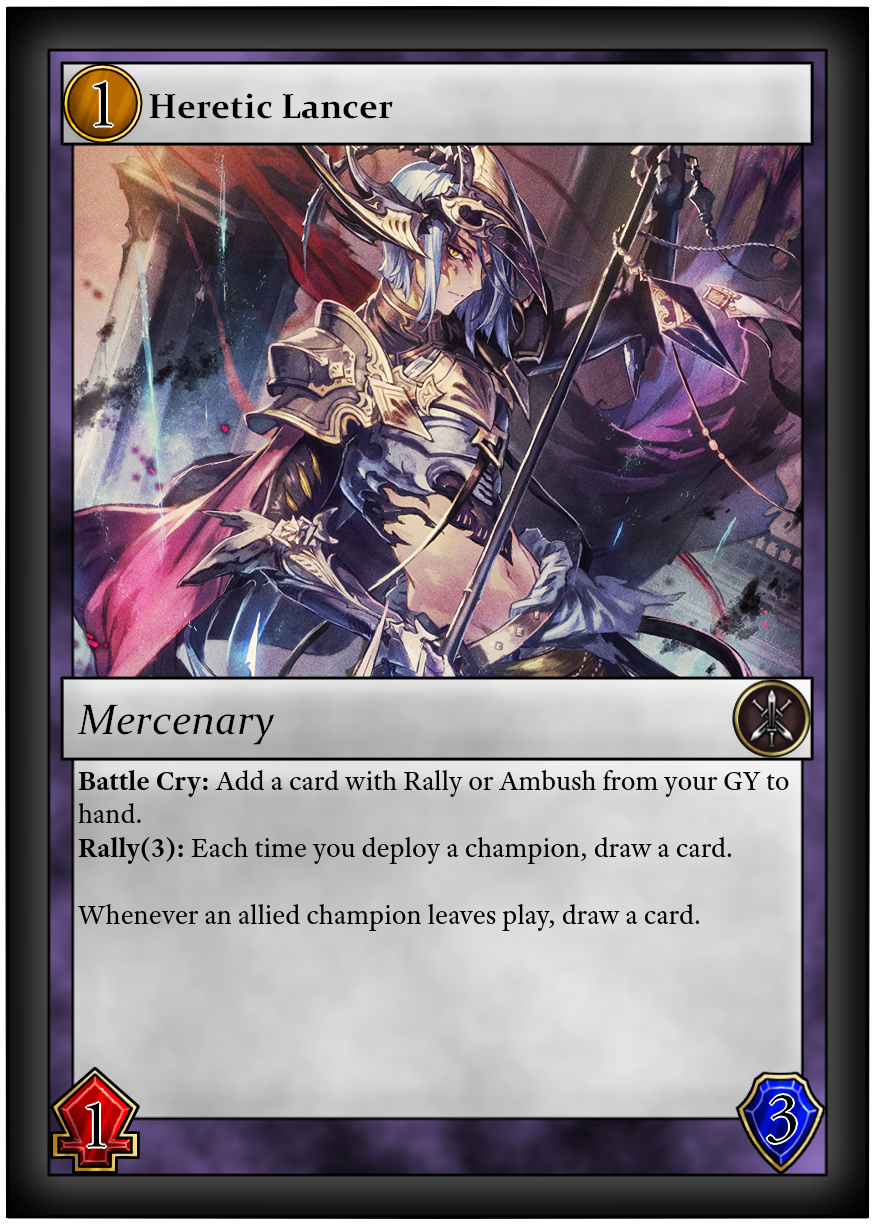 1 Heretic Lancer
Mercenary
Battle Cry: Add a card with Rally or Ambush from your GY to
hand.
Rally(3): Each time you deploy a champion, draw a card.
Whenever an allied champion leaves play, draw a card.
1 3